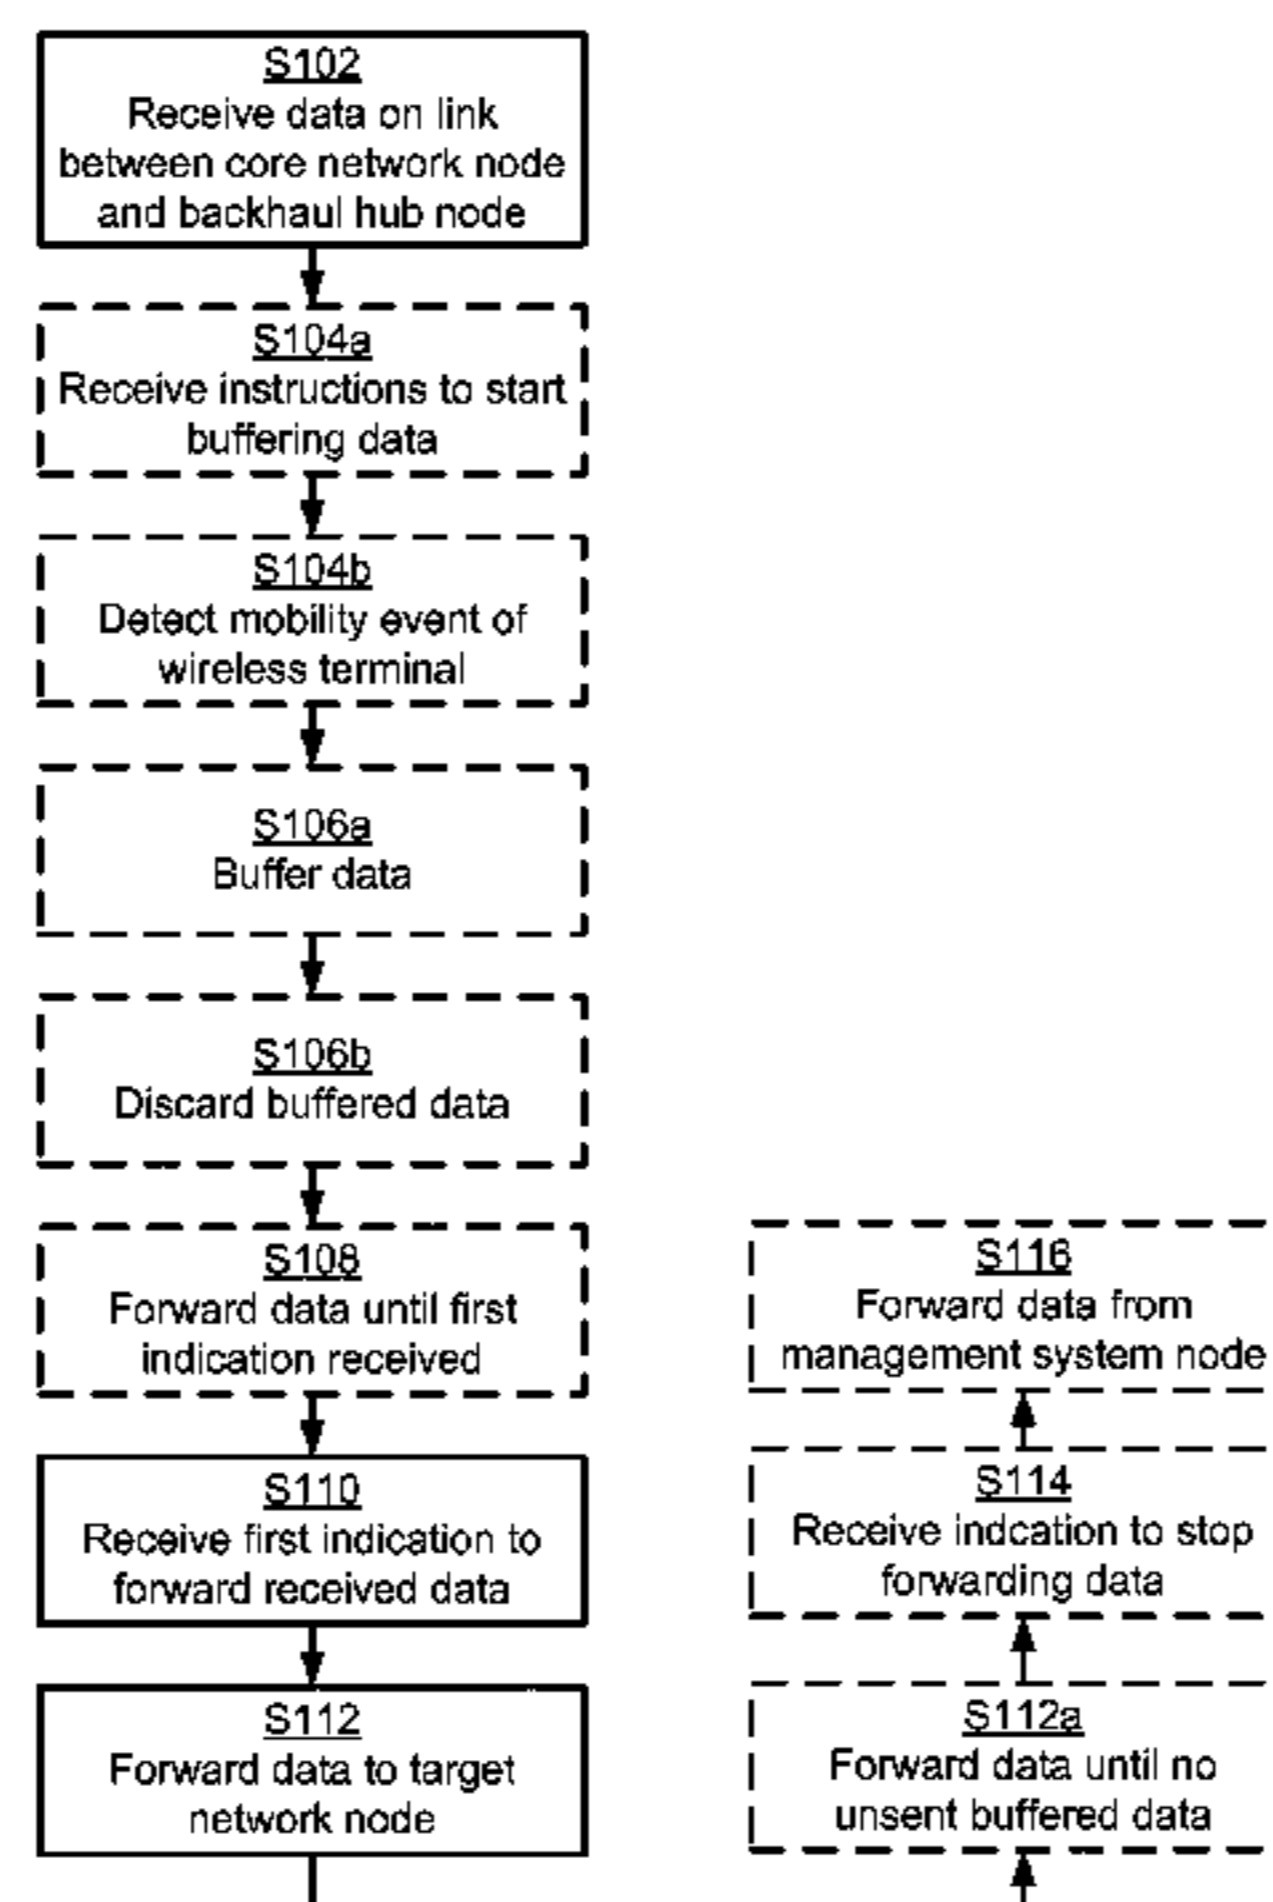 S102
Receive data on link
between core network node
and backhaul hub node
S104a
Receive instructions to start
buffering data
S104b
Detect mobility event of
wireless terminal
S106a
Buffer data
S106b
Discard buffered data
S108
Forward data until first
indication received
S110
Receive first indication to
forward received data
S112
Forward data to target
network node
S116
Forward data from
management system node
S114
Receive indcation to stop
forwarding data
S112a
Forward data until no
unsent buffered data